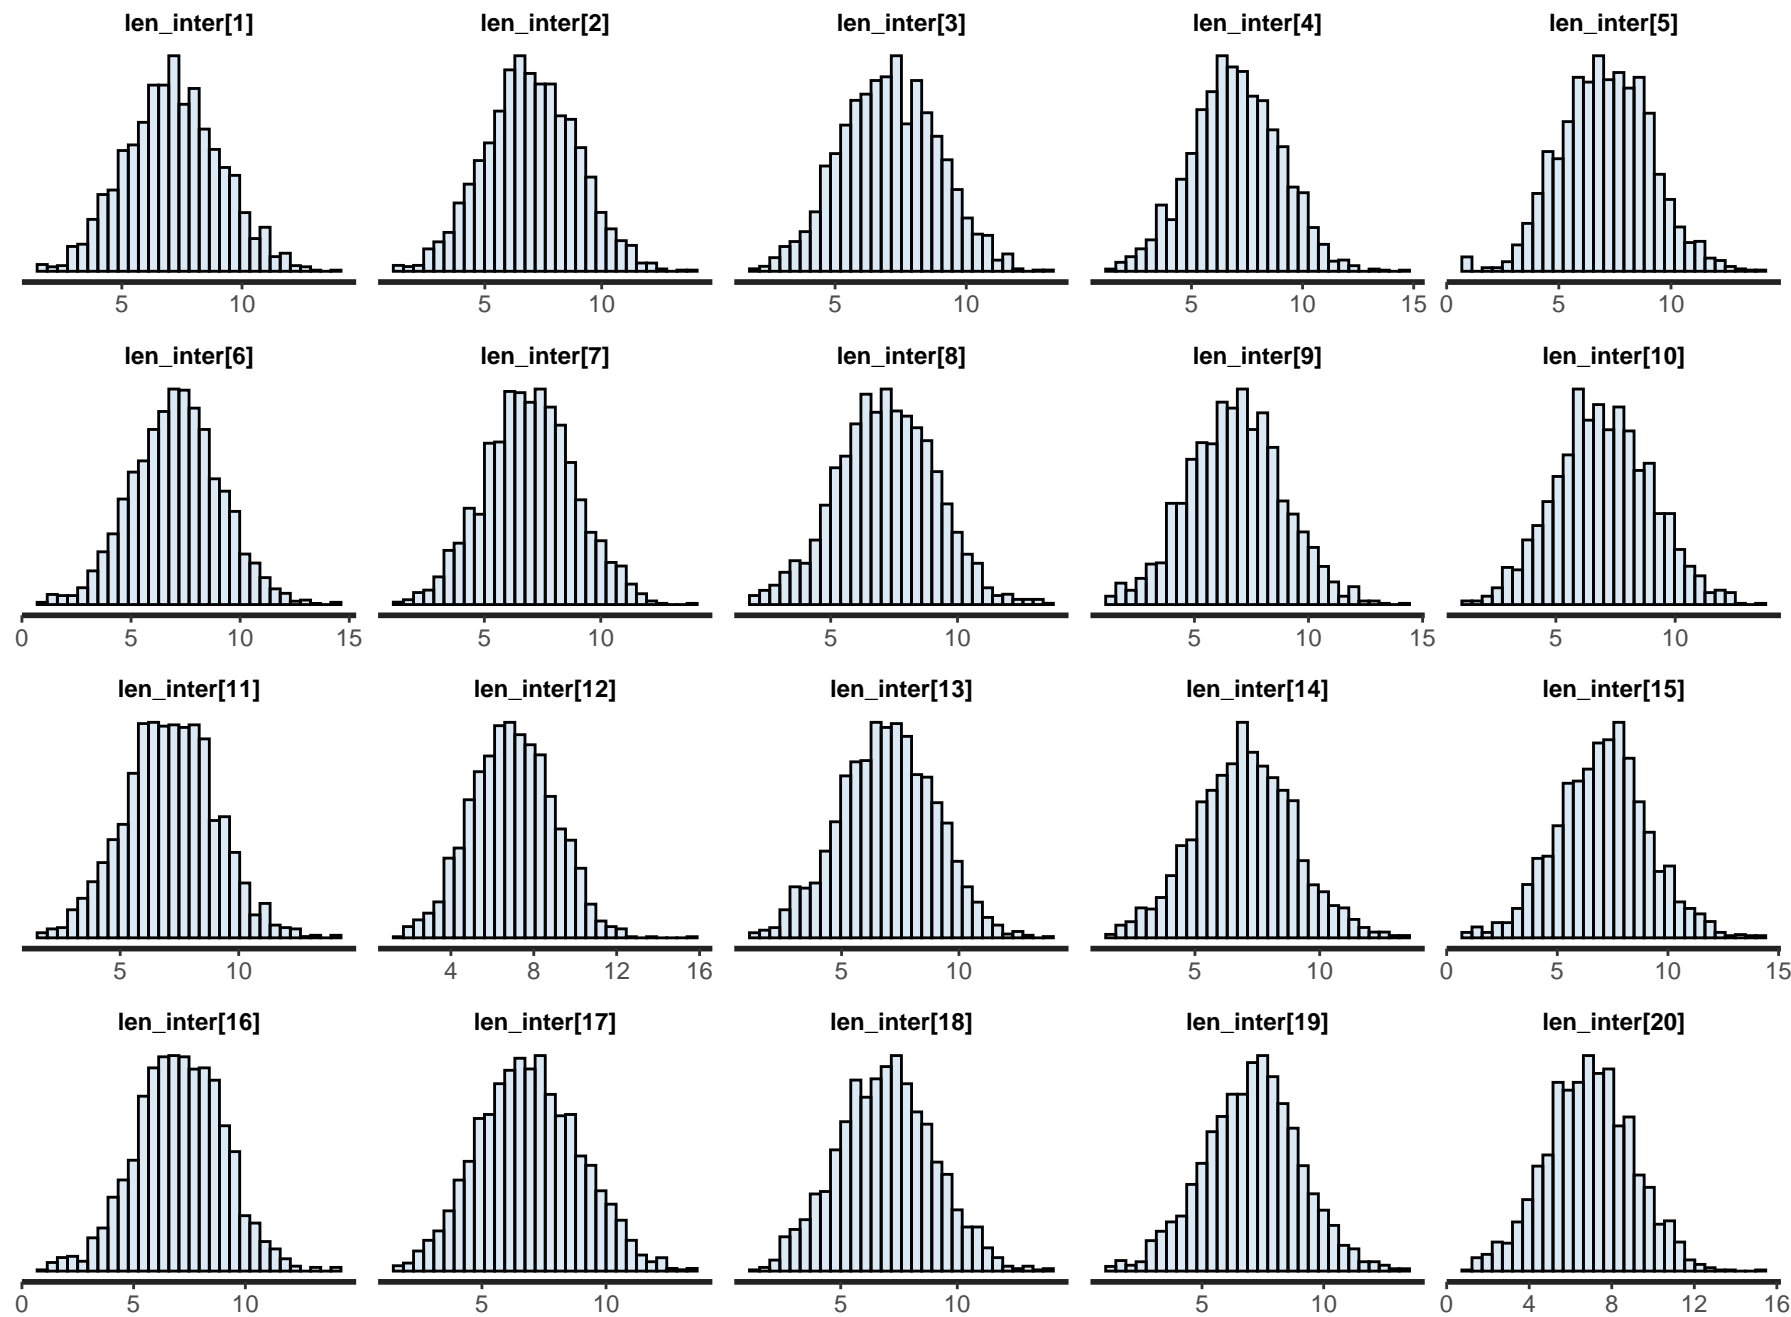 len_inter[1] len_inter[2] len_inter[3] len_inter[4] len_inter[5]
5 10 5 10 5 10 5 10 15 0 5 10
len_inter[6] len_inter[7] len_inter[8] len_inter[9] len_inter[10]
0 5 10 15 5 10 5 10 5 10 15 5 10
len_inter[11] len_inter[12] len_inter[13] len_inter[14] len_inter[15]
5 10 4 8 12 16 5 10 5 10 0 5 10 15
len_inter[16] len_inter[17] len_inter[18] len_inter[19] len_inter[20]
0 5 10 5 10 5 10 5 10 0 4 8 12 16